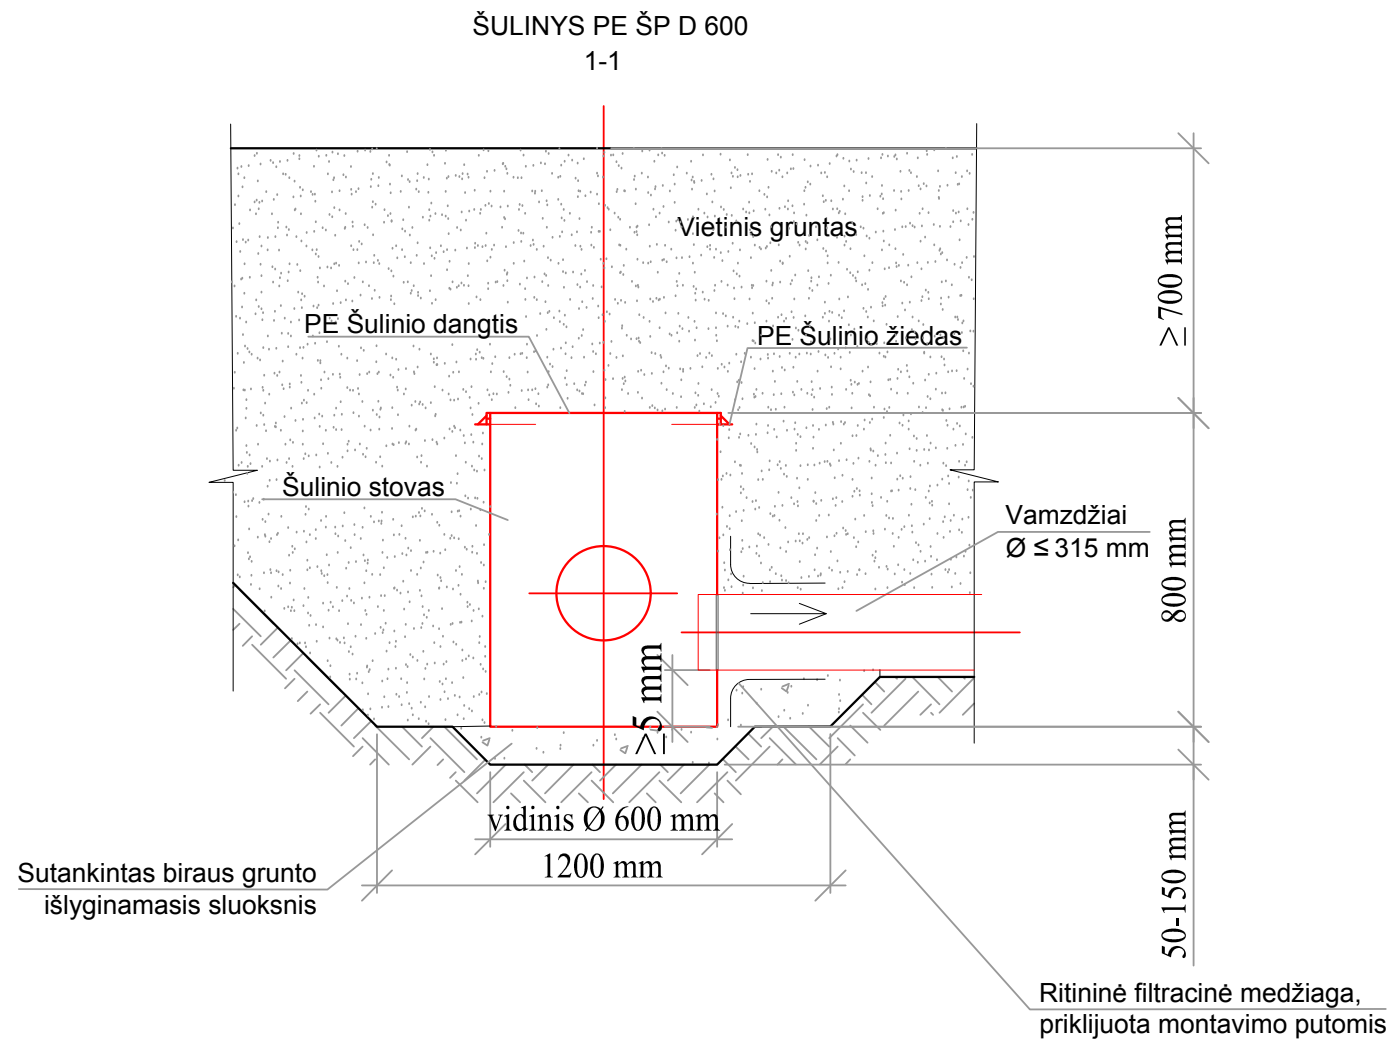 ŠULINYS PE ŠP D 600
1-1
Vietinis gruntas
≥700 mm
PE Šulinio dangtis
PE Šulinio žiedas
Šulinio stovas
Vamzdžiai
Ø ≤ 315 mm
800 mm
≥5 mm
vidinis Ø 600 mm
1200 mm
50-150 mm
Sutankintas biraus grunto
išlyginamasis sluoksnis
Ritininė filtracinė medžiaga,
priklijuota montavimo putomis